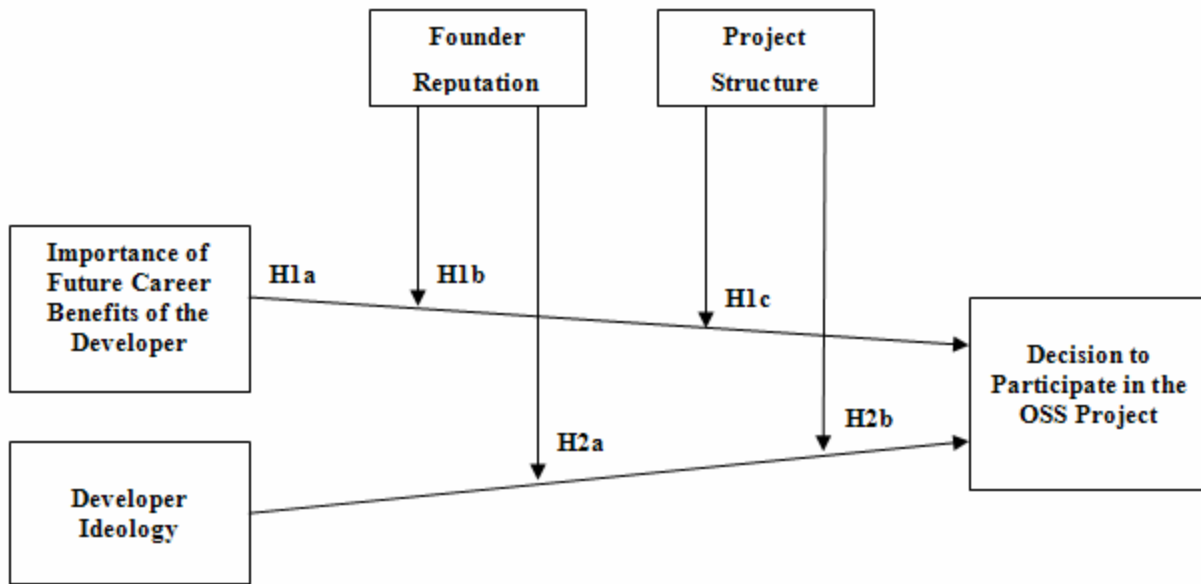 Founder
Reputation
Project
Structure
Importance of
Future Career
Benefits of the
Developer
H1a
H1b
H1c
Decision to
Participate in the
OSS Project
H2b
H2a
Developer
Ideology